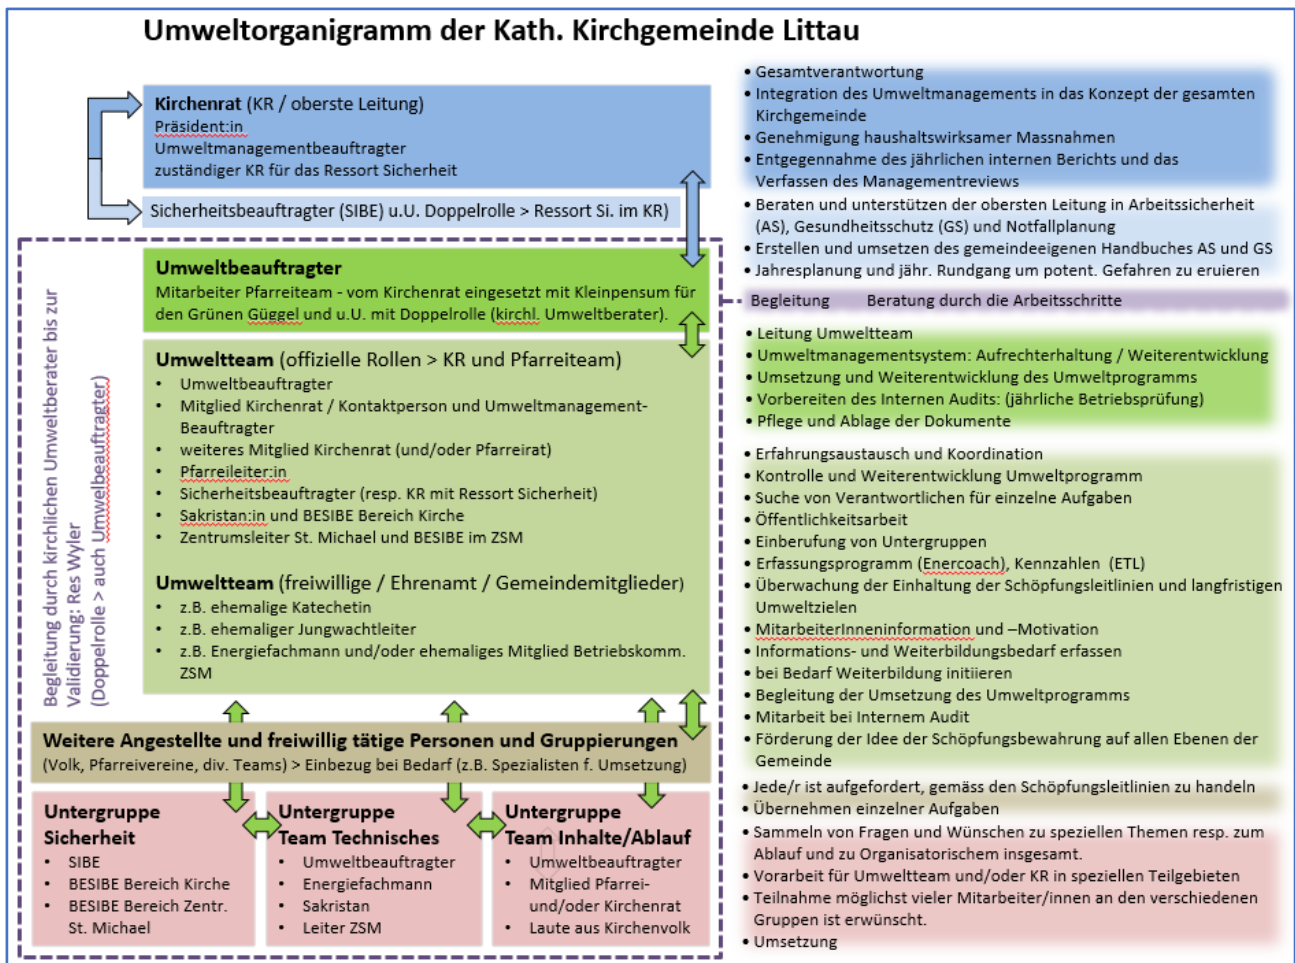 Umweltorganigramm der Kath. Kirchgemeinde Littau
Kirchenrat (KR / oberste Leitung)
Präsident:in
Umweltmanagementbeauftragter
zuständiger KR für das Ressort Sicherheit
Sicherheitsbeauftragter (SIBE) u.U. Doppelrolle > Ressort Si. im KR)
Umweltbeauftragter
Mitarbeiter Pfarreiteam - vom Kirchenrat eingesetzt mit Kleinpensum für
den Grünen Güggel und u.U. mit Doppelrolle (kirchl. Umweltberater).
Umweltteam (offizielle Rollen > KR und Pfarreiteam)
• Umweltbeauftragter
• Mitglied Kirchenrat / Kontaktperson und Umweltmanagement-
Beauftragter
• weiteres Mitglied Kirchenrat (und/oder Pfarreirat)
• Pfarreileiter:in
• Sicherheitsbeauftragter (resp. KR mit Ressort Sicherheit)
• Sakristan:in und BESIBE Bereich Kirche
• Zentrumsleiter St. Michael und BESIBE im ZSM
Umweltteam (freiwillige / Ehrenamt / Gemeindemitglieder)
• z.B. ehemalige Katechetin
• z.B. ehemaliger Jungwachtleiter
• z.B. Energiefachmann und/oder ehemaliges Mitglied Betriebskomm.
ZSM
Begleitung durch kirchlichen Umweltberater bis zur
Validierung: Res Wyler
(Doppelrolle > auch Umwelbeauftragter)
Weitere Angestellte und freiwillig tätige Personen und Gruppierungen
(Volk, Pfarreivereine, div. Teams) > Einbezug bei Bedarf (z.B. Spezialisten f. Umsetzung)
Untergruppe
Sicherheit
• SIBE
• BESIBE Bereich Kirche
• BESIBE Bereich Zentr.
St. Michael
Untergruppe
Team Technisches
• Umweltbeauftragter
• Energiefachmann
• Sakristan
• Leiter ZSM
Untergruppe
Team Inhalte/Ablauf
• Umweltbeauftragter
• Mitglied Pfarrei-
und/oder Kirchenrat
• Laute aus Kirchenvolk
• Gesamtverantwortung
• Integration des Umweltmanagements in das Konzept der gesamten
Kirchgemeinde
• Genehmigung haushaltswirksamer Massnahmen
• Entgegennahme des jährlichen internen Berichts und das
Verfassen des Managementreviews
• Beraten und unterstützen der obersten Leitung in Arbeitssicherheit
(AS), Gesundheitsschutz (GS) und Notfallplanung
• Erstellen und umsetzen des gemeindeeigenen Handbuches AS und GS
• Jahresplanung und jähr. Rundgang um potent. Gefahren zu eruieren
Begleitung Beratung durch die Arbeitsschritte
• Leitung Umweltteam
• Umweltmanagementsystem: Aufrechterhaltung / Weiterentwicklung
• Umsetzung und Weiterentwicklung des Umweltprogramms
• Vorbereiten des Internen Audits: (jährliche Betriebsprüfung)
• Pflege und Ablage der Dokumente
• Erfahrungsaustausch und Koordination
• Kontrolle und Weiterentwicklung Umweltprogramm
• Suche von Verantwortlichen für einzelne Aufgaben
• Öffentlichkeitsarbeit
• Einberufung von Untergruppen
• Erfassungsprogramm (Enercoach), Kennzahlen (ETL)
• Überwachung der Einhaltung der Schöpfungsleitlinien und langfristigen
Umweltzielen
• MitarbeiterInneninformation und –Motivation
• Informations- und Weiterbildungsbedarf erfassen
• bei Bedarf Weiterbildung initiieren
• Begleitung der Umsetzung des Umweltprogramms
• Mitarbeit bei Internem Audit
• Förderung der Idee der Schöpfungsbewahrung auf allen Ebenen der
Gemeinde
• Jede/r ist aufgefordert, gemäss den Schöpfungsleitlinien zu handeln
• Übernehmen einzelner Aufgaben
• Sammeln von Fragen und Wünschen zu speziellen Themen resp. zum
Ablauf und zu Organisatorischem insgesamt.
• Vorarbeit für Umweltteam und/oder KR in speziellen Teilgebieten
• Teilnahme möglichst vieler Mitarbeiter/innen an den verschiedenen
Gruppen ist erwünscht.
• Umsetzung